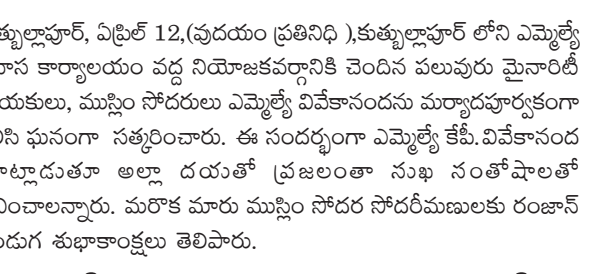 త్బుల్లాపూర్, ఏప్రిల్ 12,(వుదయం ప్రతినిధి ),కుత్బుల్లాపూర్ లోని ఎమ్మెల్యే
వాస కార్యాలయం వద్ద నియోజకవర్గానికి చెందిన పలువురు మైనారిటీ
యకులు, ముస్లిం సోదరులు ఎమ్మెల్యే వివేకానందను మర్యాదపూర్వకంగా
సి ఘనంగా సత్కరించారు. ఈ సందర్భంగా ఎమ్మెల్యే కేపీ.వివేకానంద
ాట్లాడుతూ అల్లా దయతో ప్రజలంతా సుఖ సంతోషాలతో
వించాలన్నారు. మరొక మారు ముస్లిం సోదర సోదరీమణులకు రంజాన్
ండుగ శుభాకాంక్షలు తెలిపారు.